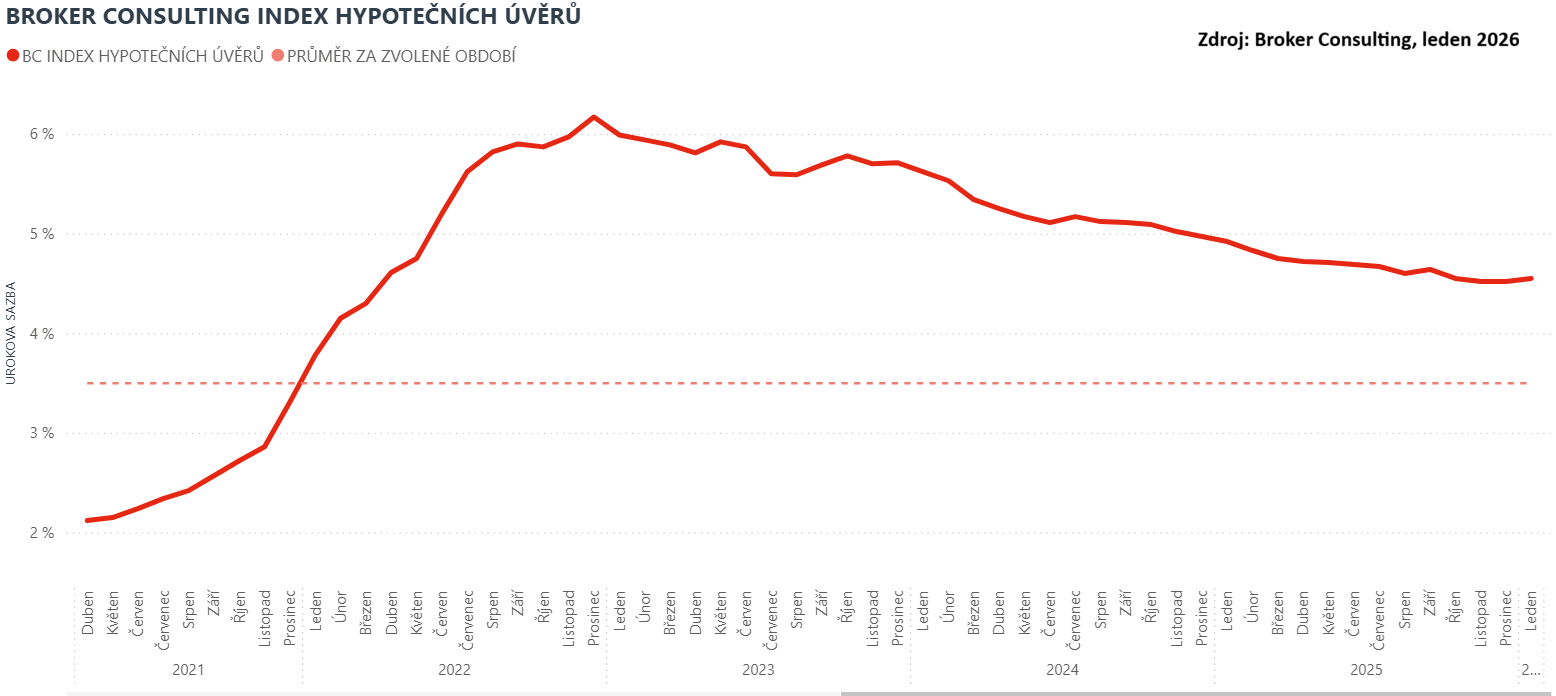 BROKER CONSULTING INDEX HYPOTEČNÍCH ÚVĚRŮ
Zdroj: Broker Consulting, leden 2026
BC INDEX HYPOTEČNÍCH ÚVĚRŮ PRŮMĚR ZA ZVOLENÉ OBDOBÍ
UROKOVA SAZBA
6 %
5 %
4 %
3 %
2 %
Duben Květen Červen Červenec Srpen Září Říjen Listopad Prosinec Leden Únor Březen Duben Květen Červen Červenec Srpen Září Říjen Listopad Prosinec Leden Únor Březen Duben Květen Červen Červenec Srpen Září Říjen Listopad Prosinec Leden Únor Březen Duben Květen Červen Červenec Srpen Září Říjen Listopad Prosinec Leden Únor Březen Duben Květen Červen Červenec Srpen Září Říjen Listopad Prosinec Leden
2021 2022 2023 2024 2025 2...